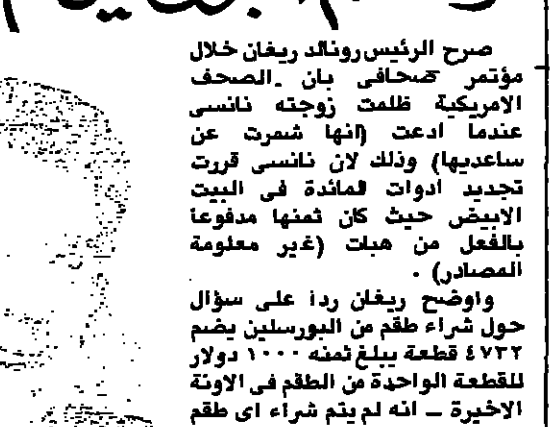 صرح الرئيس رونالد ريغان خلال
مؤتمر صحافى بان الصحف
الامريكية ظلمت زوجته نانسى
عندما ادعت (انها شمرت عن
ساعديها) وذلك لان نانسى قررت
تجديد ادوات المائدة فى البيت
الابيض حيث كان ثمنها مدفوعا
بالفعل من هبات (غير معلومة
المصادر) .
واوضح ريغان ردا على سؤال
حول شراء طقم من البورسلين يضم
٤٧٣٢ قطعة يبلغ ثمنه ١٠٠٠ دولار
للقطعة الواحدة من الطقم فى الاونة
الاخيرة ــ انه لم يتم شراء اى طقم